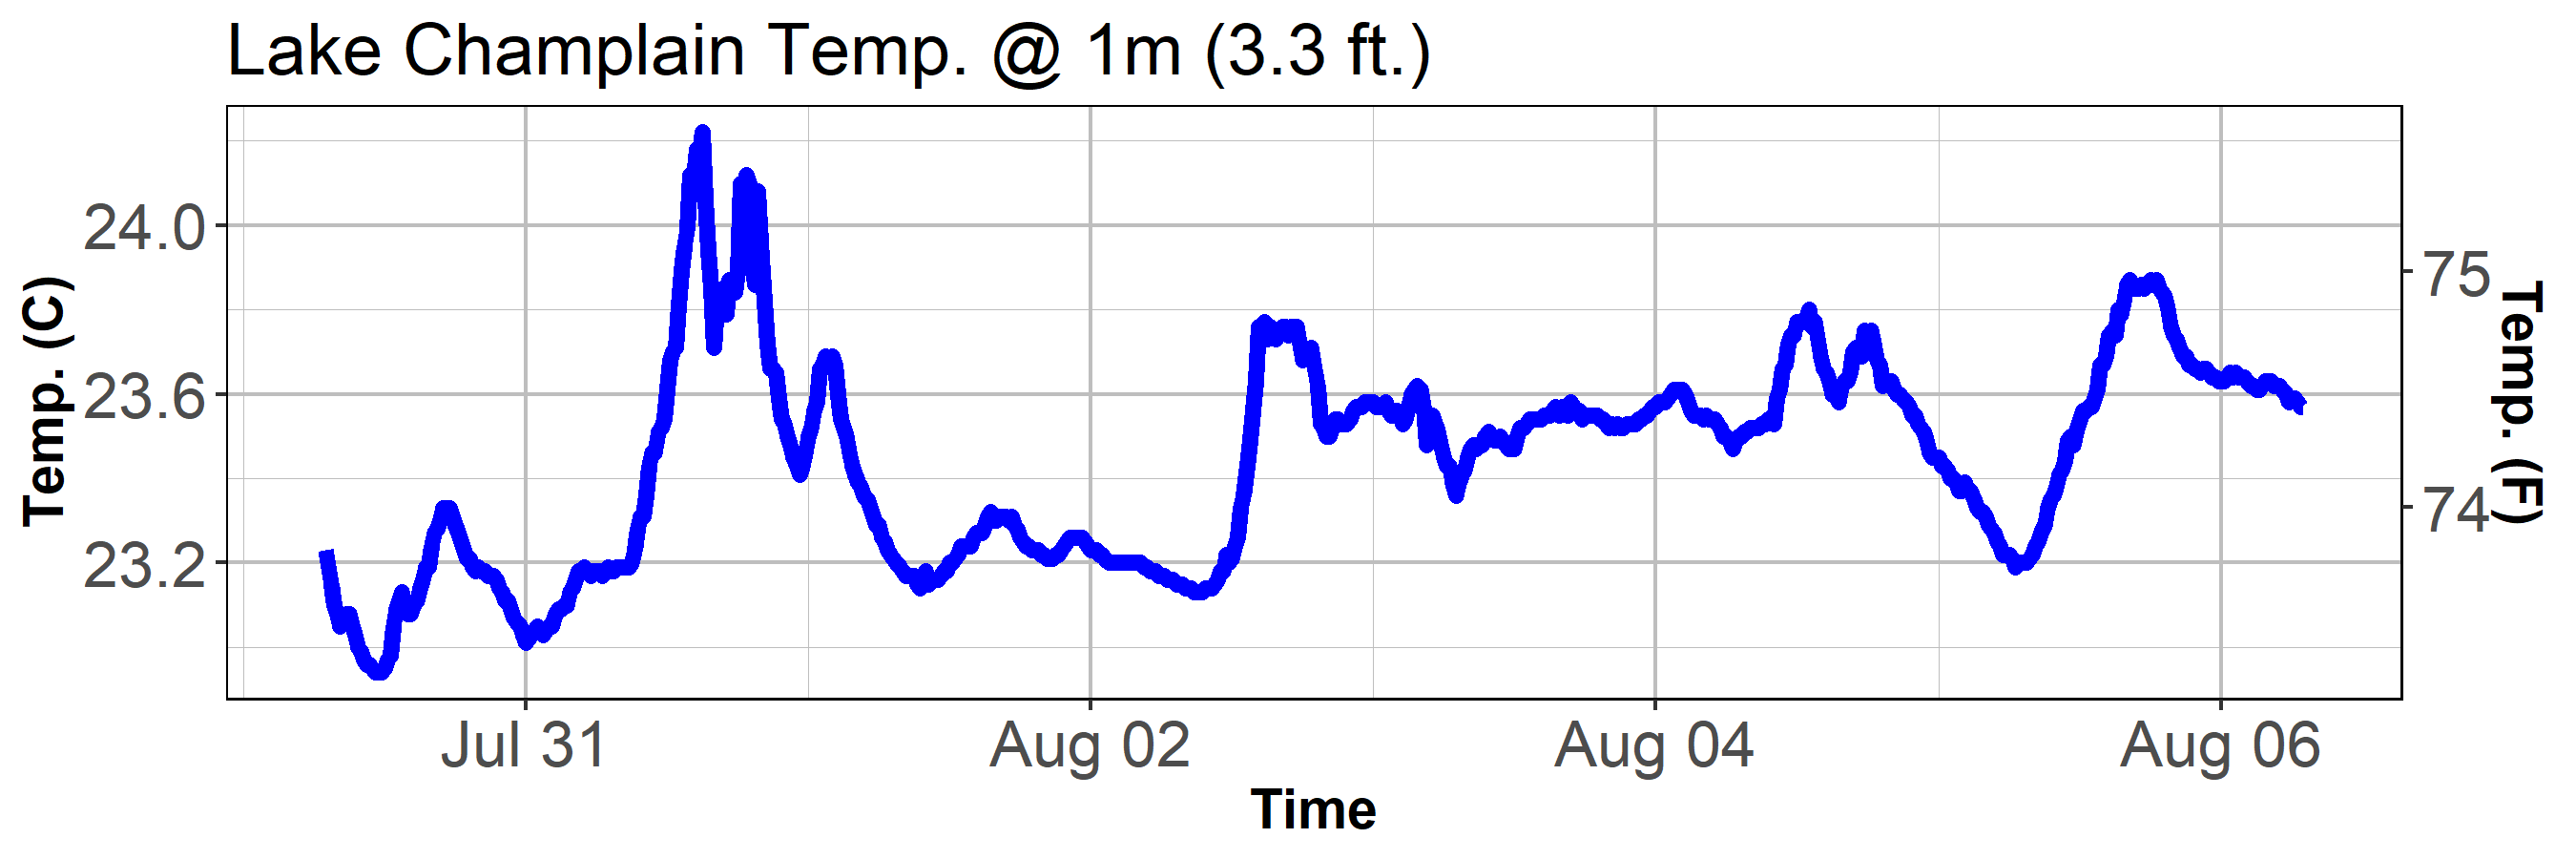 Lake Champlain Temp. @ 1m (3.3 ft.)
24.0
23.6
23.2
Temp. (C)
75
74
Temp. (F)
Jul 31
Aug 02
Aug 04
Aug 06
Time